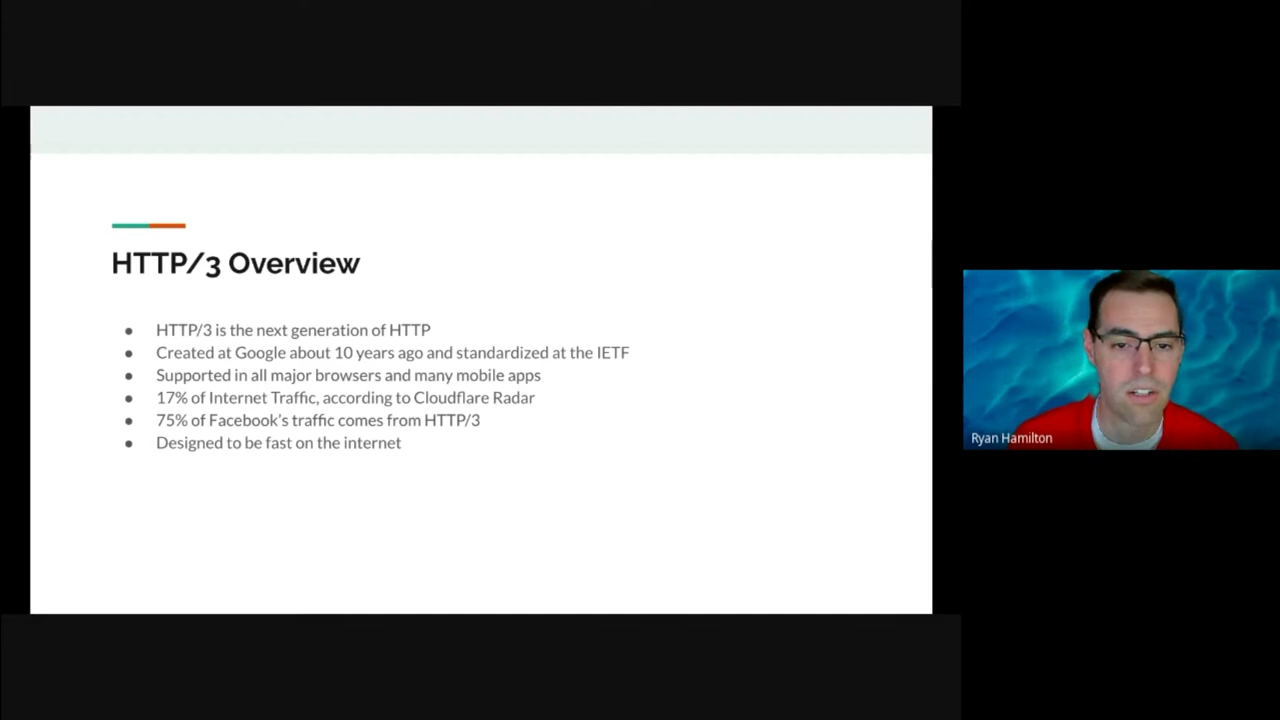 HTTP/3 Overview
● HTTP/3 is the next generation of HTTP
● Created at Google about 10 years ago and standardized at the IETF
● Supported in all major browsers and many mobile apps
● 17% of Internet Traffic, according to Cloudflare Radar
● 75% of Facebook's traffic comes from HTTP/3
● Designed to be fast on the internet
Ryan Hamilton